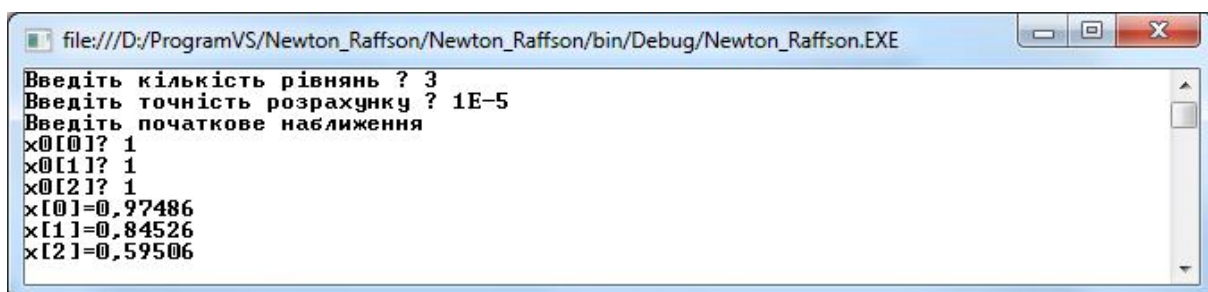 file:///D:/ProgramVS/Newton_Raffson/Newton_Raffson/bin/Debug/Newton_Raffson.EXE
Введіть кількість рівнянь ? 3
Введіть точність розрахунку ? 1E-5
Введіть початкове наближення
x0[0]? 1
x0[1]? 1
x0[2]? 1
x[0]=0,97486
x[1]=0,84526
x[2]=0,59506